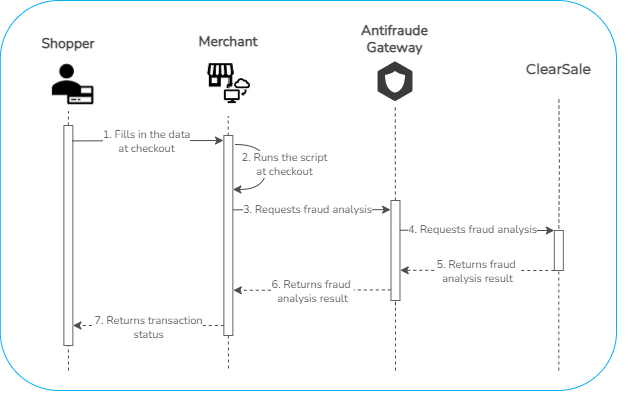 Shopper
Merchant
Antifraude
Gateway
ClearSale
1. Fills in the data
at checkout
2. Runs the script
at checkout
3. Requests fraud analysis
4. Requests fraud analysis
5. Returns fraud
analysis result
6. Returns fraud
analysis result
7. Returns transaction
status